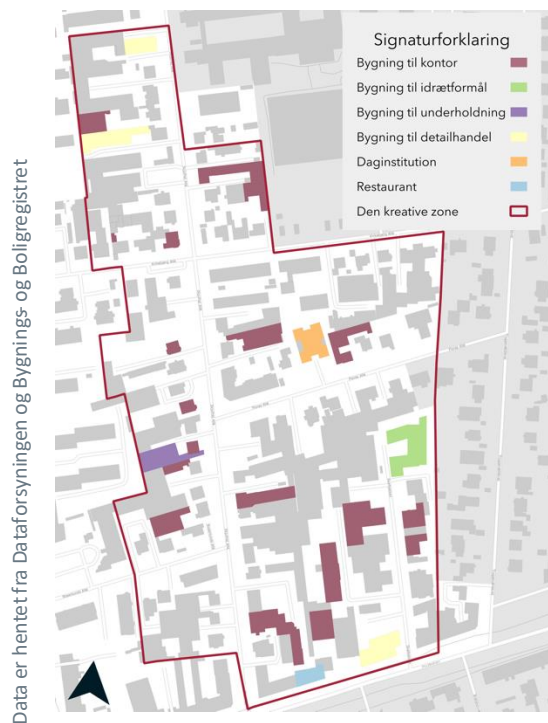 Signaturforklaring
Bygning til kontor
Bygning til idrætformål
Bygning til underholdning
Bygning til detailhandel
Daginstitution
Restaurant
Den kreative zone
Data er hentet fra Dataforsyningen og Bygnings- og Boligregistret